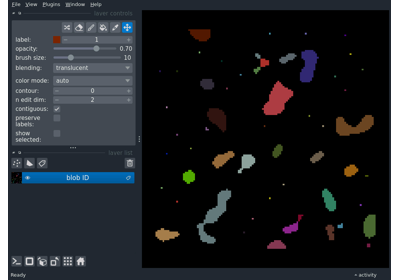 File View Plugins Window Help
layer controls
label: 1
opacity: 0.70
brush size: 10
blending: translucent
color mode: auto
contour: 0
n edit dim: 2
contiguous:
preserve
labels:
show
selected:
layer list
blob ID
Ready activity